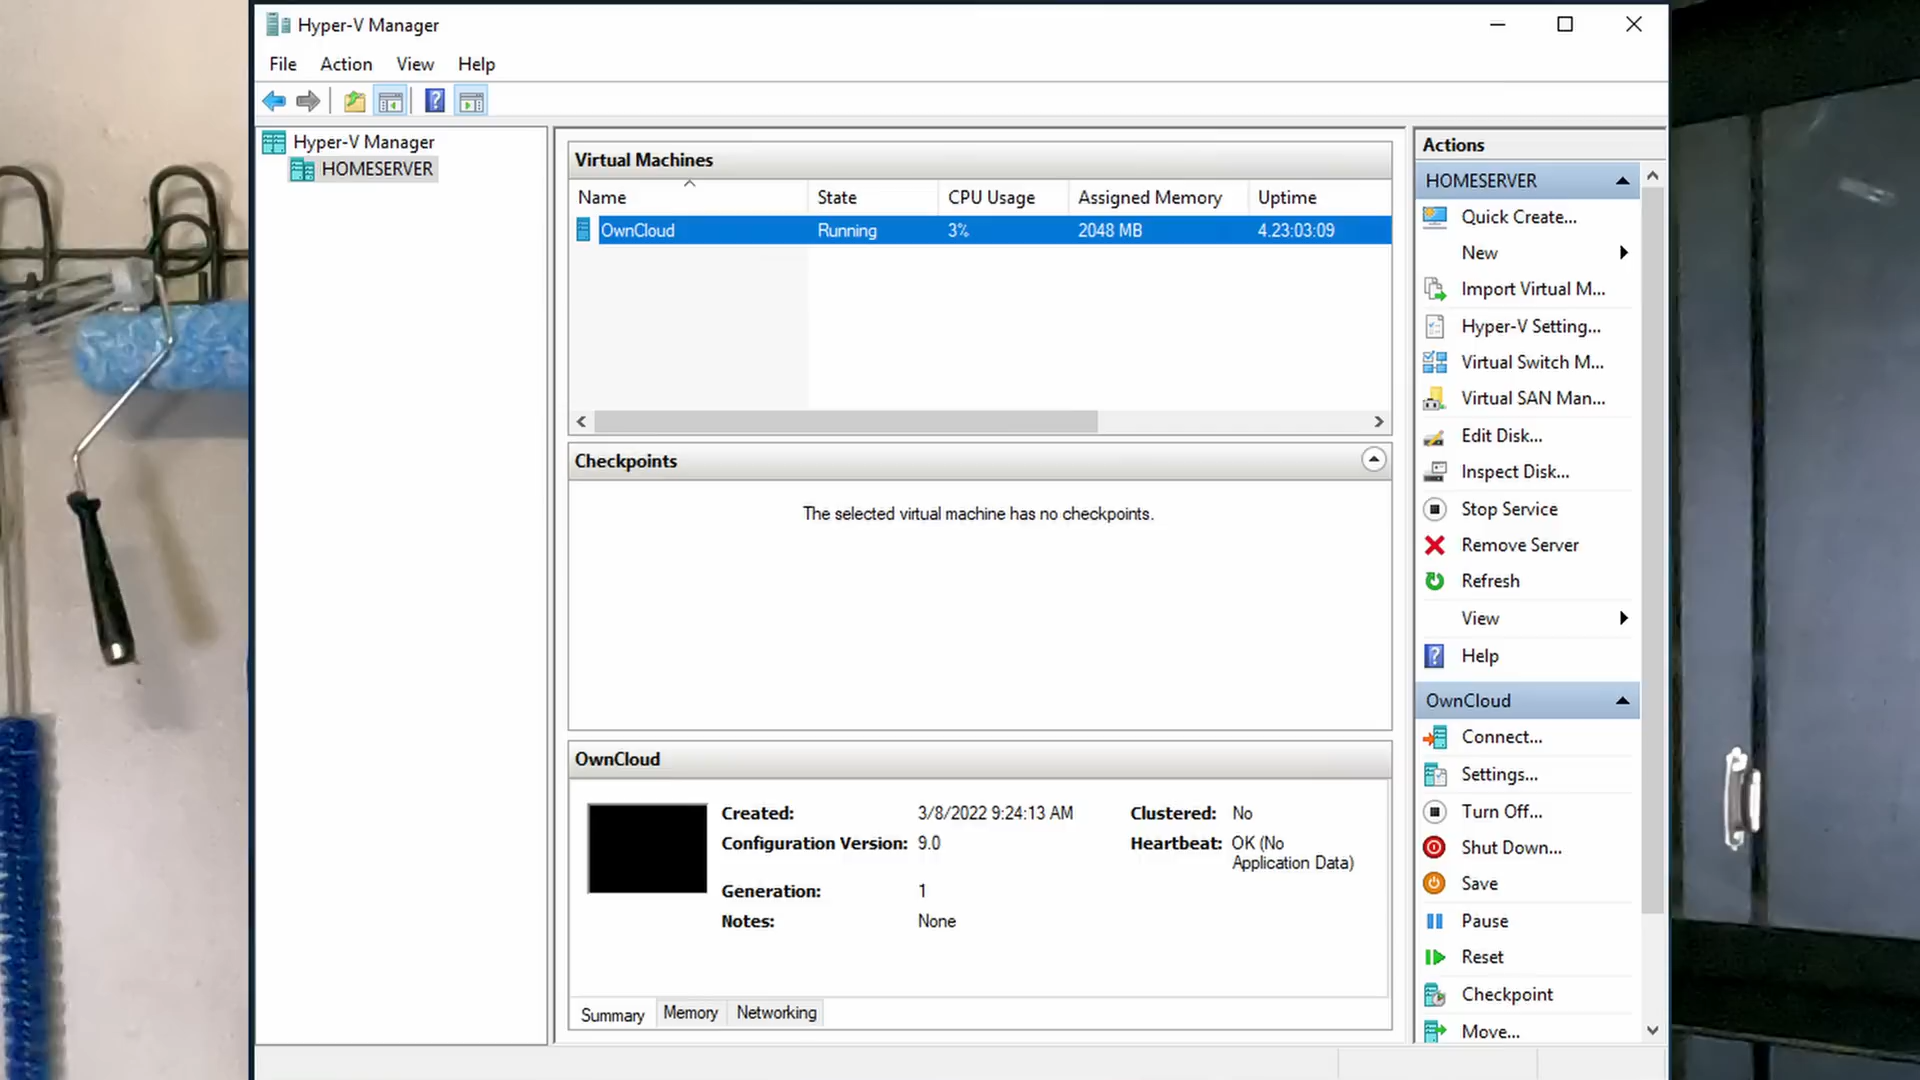 Hyper-V Manager
File Action View Help
Hyper-V Manager
HOMESERVER
Virtual Machines
Name State CPU Usage Assigned Memory Uptime
OwnCloud Running 3% 2048 MB 4.23:03:09
Checkpoints
The selected virtual machine has no checkpoints.
OwnCloud
Created: 3/8/2022 9:24:13 AM Clustered: No
Configuration Version: 9.0 Heartbeat: OK (No
Application Data)
Generation: 1
Notes: None
Summary Memory Networking
Actions
HOMESERVER
Quick Create...
New
Import Virtual M...
Hyper-V Setting...
Virtual Switch M...
Virtual SAN Man...
Edit Disk...
Inspect Disk...
Stop Service
Remove Server
Refresh
View
Help
OwnCloud
Connect...
Settings...
Turn Off...
Shut Down...
Save
Pause
Reset
Checkpoint
Move...